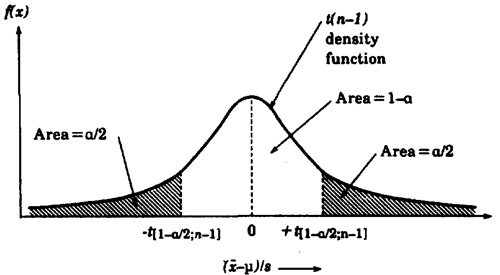 f(x)
t(n-1)
density
function
Area=1-α
Area=α/2
Area=α/2
-t[1-α/2;n-1]
0
+t[1-α/2;n-1]
(x̄-μ)/s